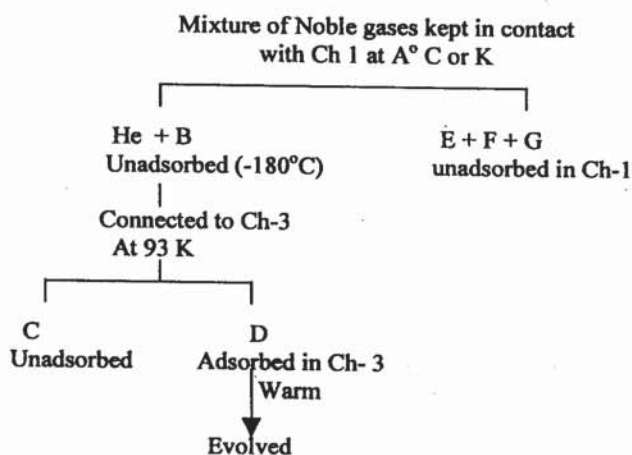 Mixture of Noble gases kept in contact
with Ch 1 at A° C or K
He + B
Unadsorbed (-180°C)
E + F + G
unadsorbed in Ch-1
Connected to Ch-3
At 93 K
C
Unadsorbed
D
Adsorbed in Ch- 3
Warm
Evolved